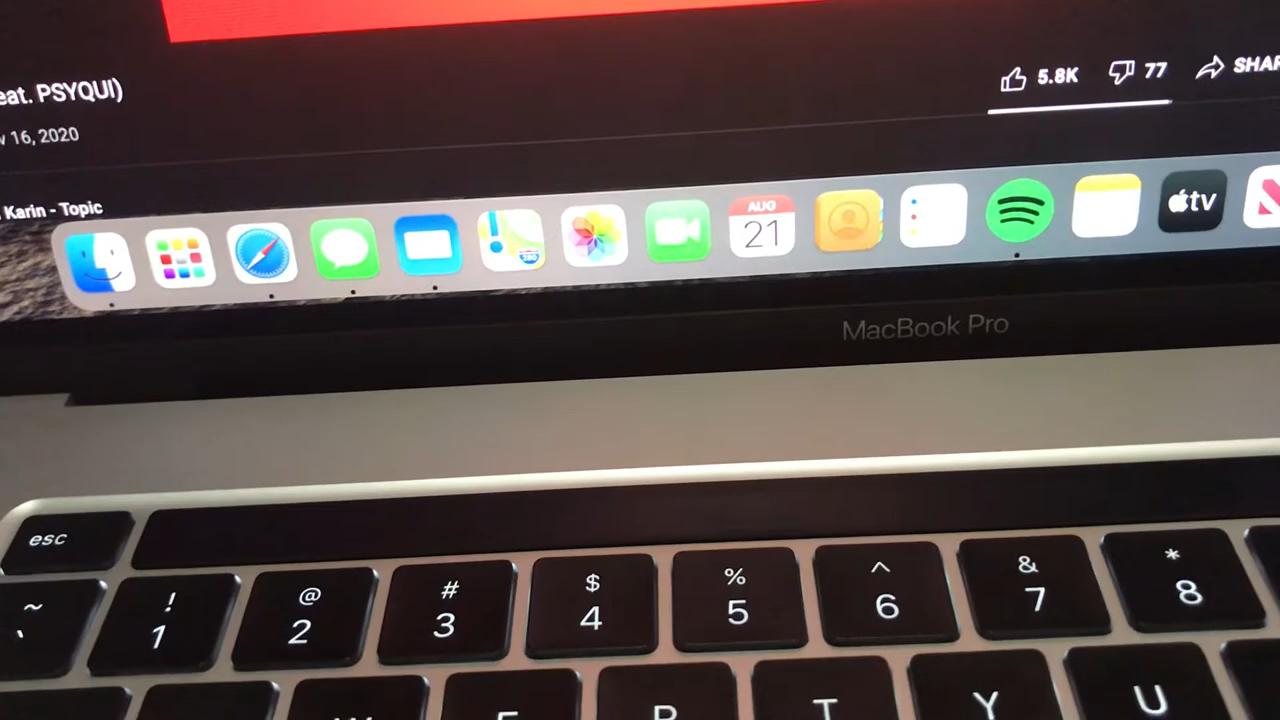 eat. PSYQUI)
16, 2020
5.8K 77 SHAR
Karin - Topic
AUG
21
280
tv
MacBook Pro
esc
~ ! @ # $ % ^ & *
` 1 2 3 4 5 6 7 8
W E R T Y U